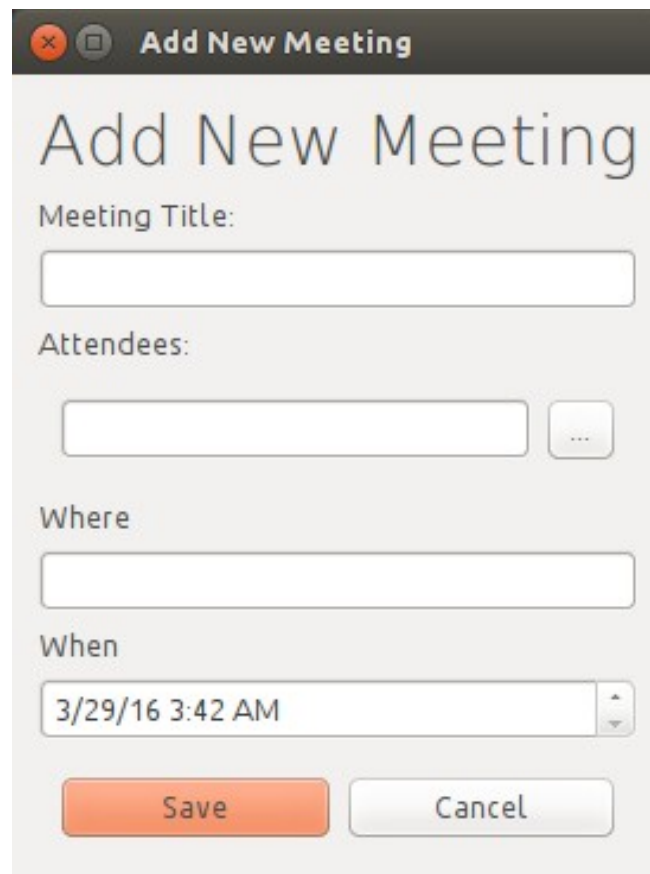 Add New Meeting
Add New Meeting
Meeting Title:
Attendees:
...
Where
When
3/29/16 3:42 AM
Save Cancel